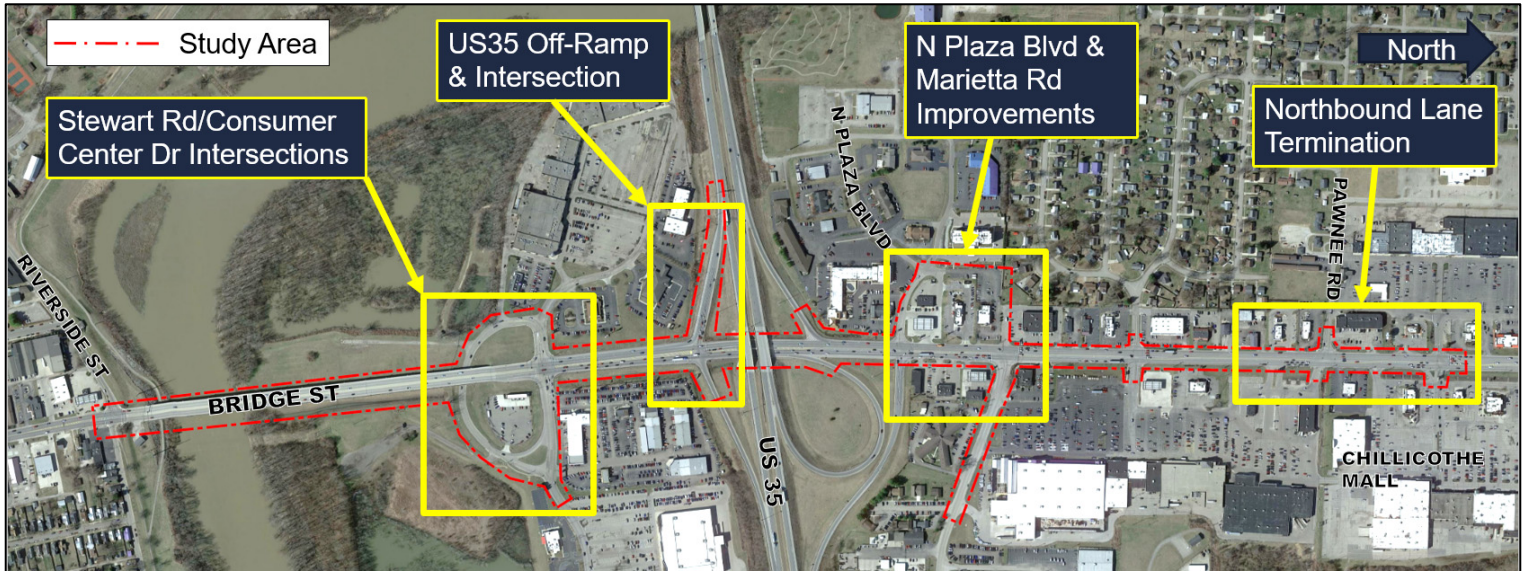 Study Area
US35 Off-Ramp
& Intersection
N Plaza Blvd &
Marietta Rd
Improvements
North
Stewart Rd/Consumer
Center Dr Intersections
Northbound Lane
Termination
N PLAZA BLVD
PAWNEE RD
RIVERSIDE ST
BRIDGE ST
US 35
CHILLICOTHE
MALL